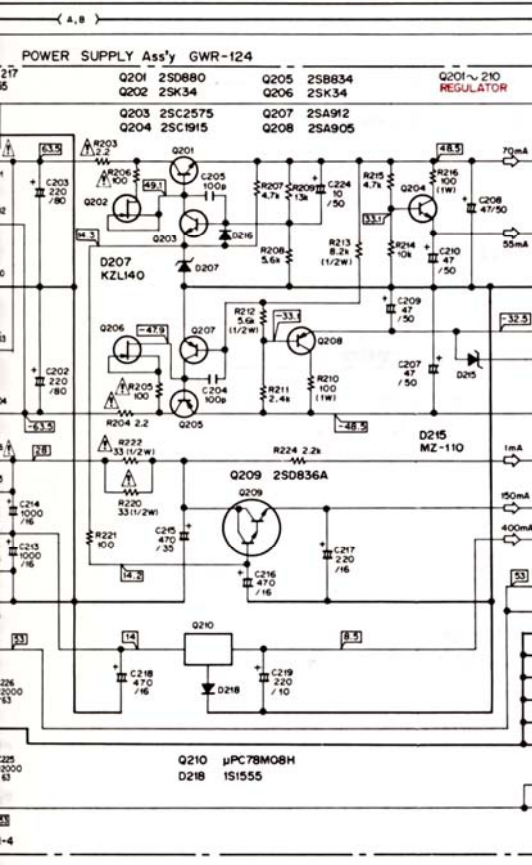 ( A,B )
POWER SUPPLY Ass'y GWR-124
Q201 2SD880
Q202 2SK34
Q203 2SC2575
Q204 2SC1915
Q205 2SB834
Q206 2SK34
Q207 2SA912
Q208 2SA905
Q201~210
REGULATOR
217
63.5
R203
2.2
R206
100
49.1
Q201
C205
100p
C203
220
/80
Q202
Q203
14.3
D216
D207
KZL140
D207
R207
4.7k
R209
13k
C224
10
/50
R208
5.6k
R213
8.2k
(1/2W)
R215
4.7k
33.1
R214
10k
Q204
48.5
R216
100
(1W)
C208
47/50
C210
47
/50
70mA
55mA
C209
47
/50
-32.5
Q206
-47.9
Q207
R212
5.6k
(1/2W)
-33.1
Q208
C202
220
/80
R205
100
C204
100p
R211
2.4k
R210
100
(1W)
C207
47
/50
D215
R204 2.2
Q205
-63.5
-48.5
D215
MZ-110
28
R222
33 (1/2W)
R224 2.2k
1mA
R220
33(1/2W)
Q209 2SD836A
Q209
150mA
400mA
C214
1000
/16
C213
1000
/16
R221
100
C215
470
/35
C217
220
/16
14.2
C216
470
/16
53
53
14
Q210
8.5
C218
470
/16
D218
C219
220
/10
226
2000
/63
Q210 μPC78M08H
D218 1S1555
C225
2000
63
-4